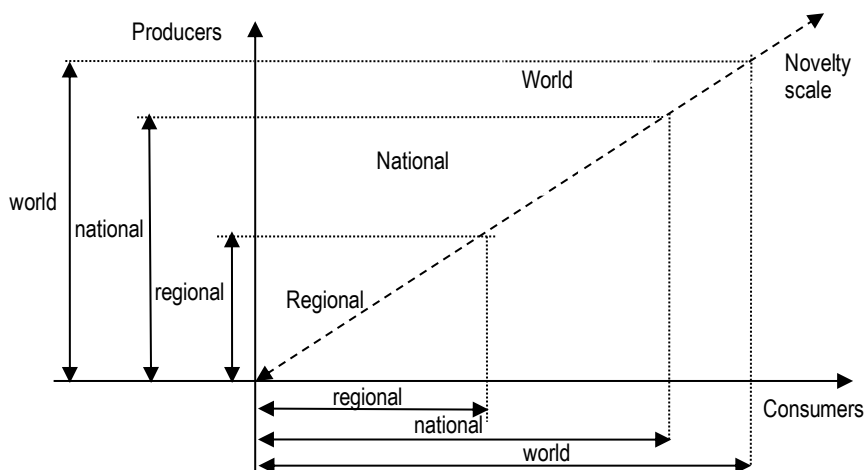 Producers
World
Novelty
scale
National
world
national
regional
Regional
regional
Consumers
national
world